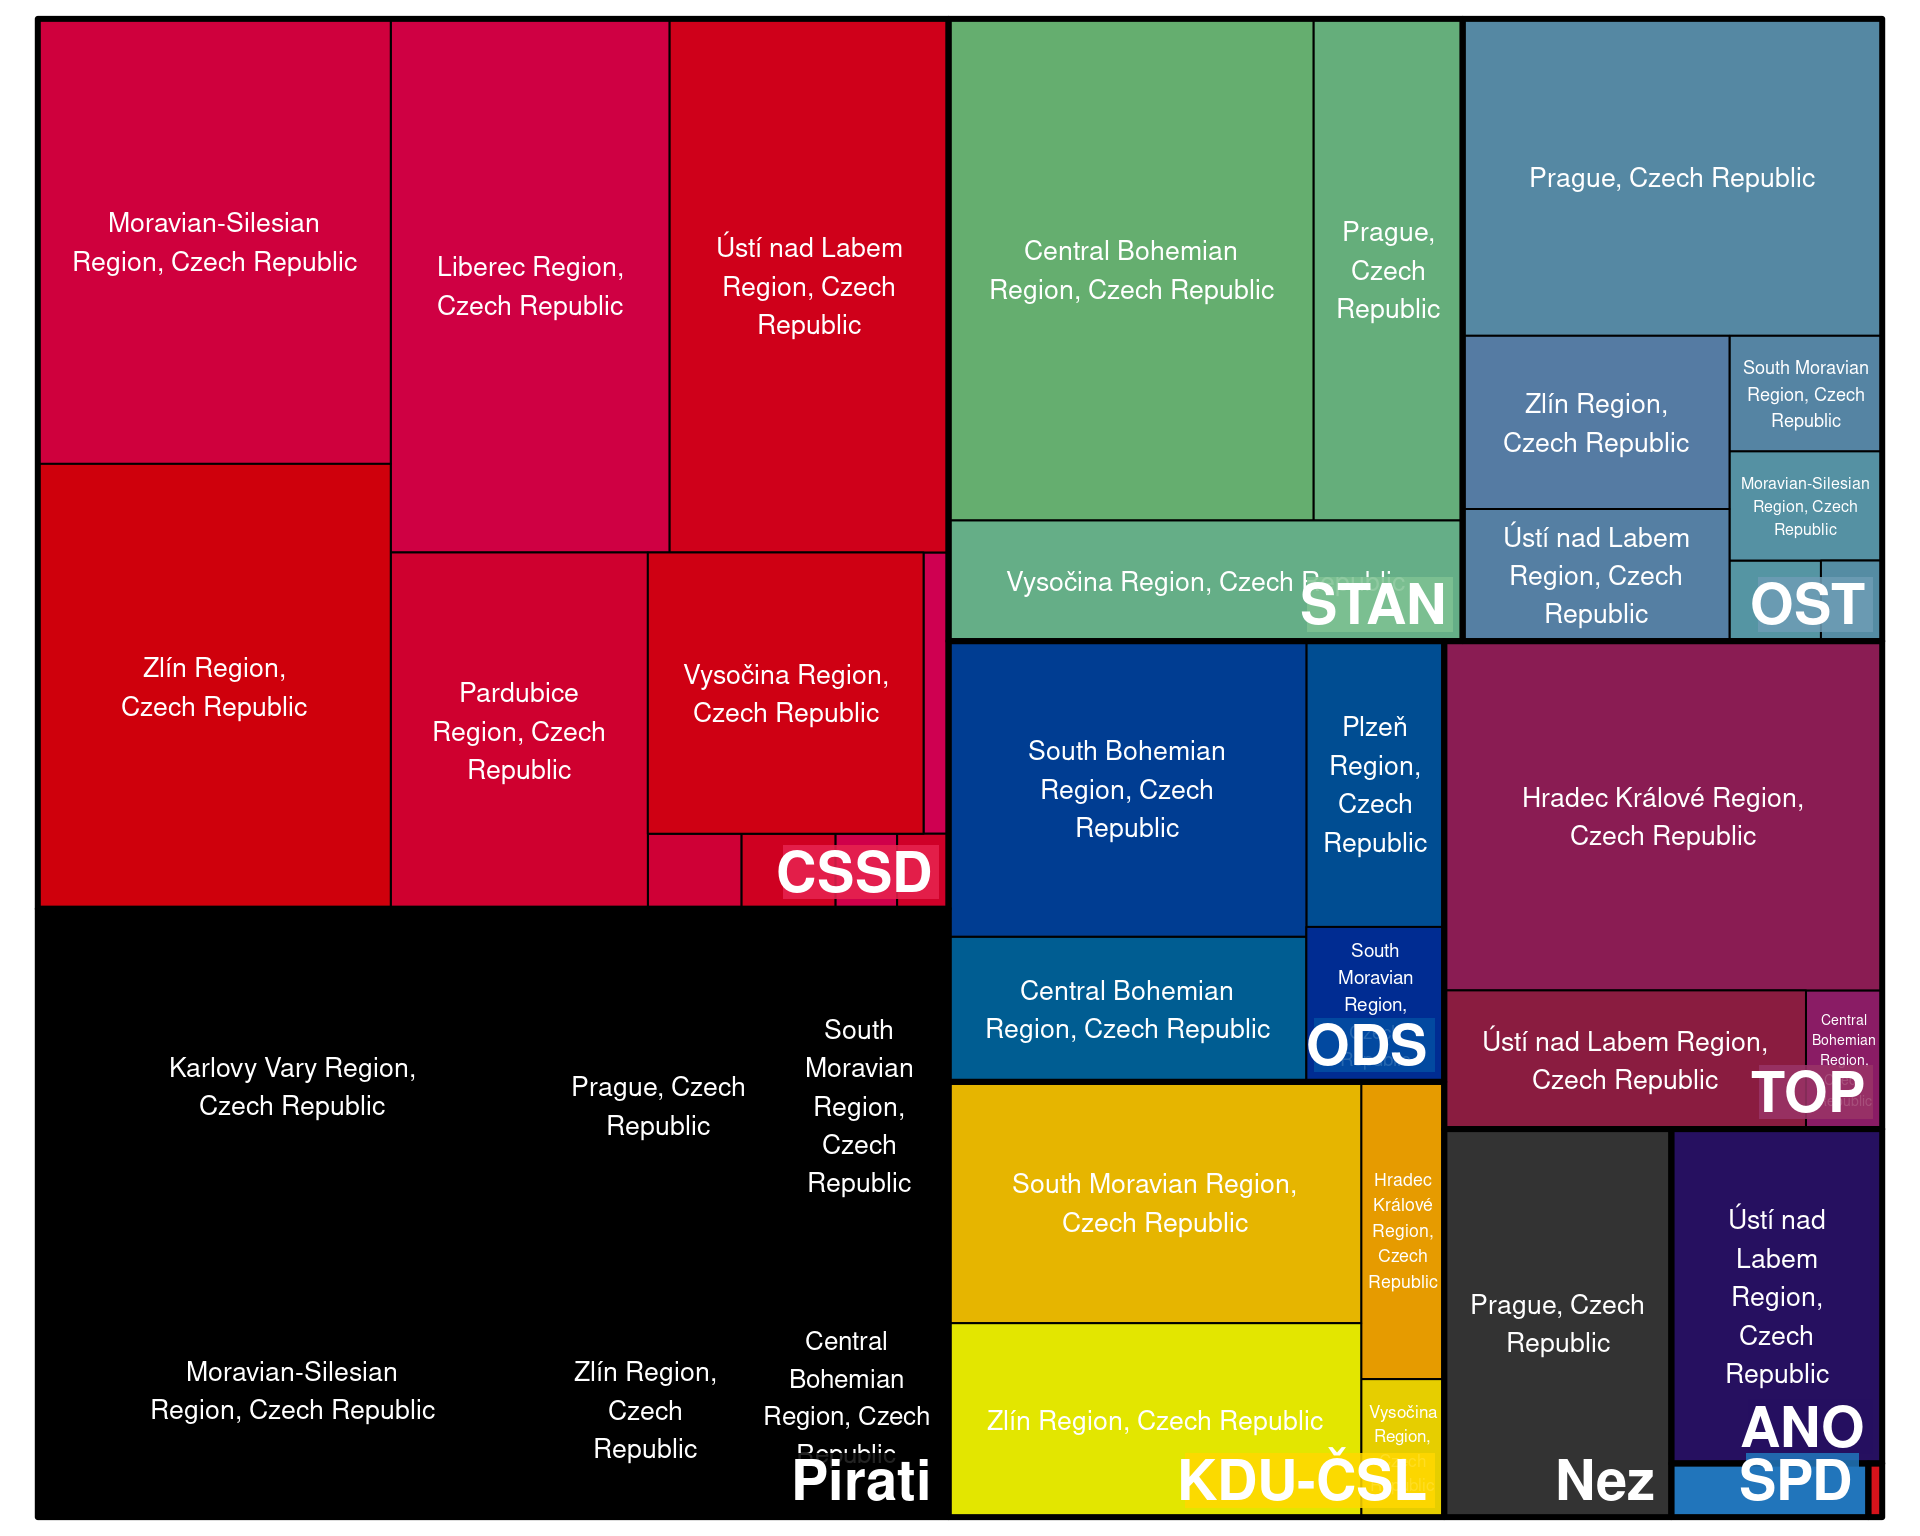 Moravian-Silesian
Region, Czech Republic
Liberec Region,
Czech Republic
Ústí nad Labem
Region, Czech
Republic
Zlín Region,
Czech Republic
Pardubice
Region, Czech
Republic
Vysočina Region,
Czech Republic
CSSD
Central Bohemian
Region, Czech Republic
Prague,
Czech
Republic
Vysočina Region, Czech Republic
STAN
Prague, Czech Republic
Zlín Region,
Czech Republic
South Moravian
Region, Czech
Republic
Moravian-Silesian
Region, Czech
Republic
Ústí nad Labem
Region, Czech
Republic
OST
South Bohemian
Region, Czech
Republic
Plzeň
Region,
Czech
Republic
Central Bohemian
Region, Czech Republic
South
Moravian
Region,
ODS
Hradec Králové Region,
Czech Republic
Ústí nad Labem Region,
Czech Republic
Central
Bohemian
Region,
TOP
Karlovy Vary Region,
Czech Republic
Prague, Czech
Republic
South
Moravian
Region,
Czech
Republic
Moravian-Silesian
Region, Czech Republic
Zlín Region,
Czech
Republic
Central
Bohemian
Region, Czech
Republic
Pirati
South Moravian Region,
Czech Republic
Hradec
Králové
Region,
Czech
Republic
Zlín Region, Czech Republic
Vysočina
Region,
KDU-ČSL
Prague, Czech
Republic
Nez
Ústí nad
Labem
Region,
Czech
Republic
ANO
SPD